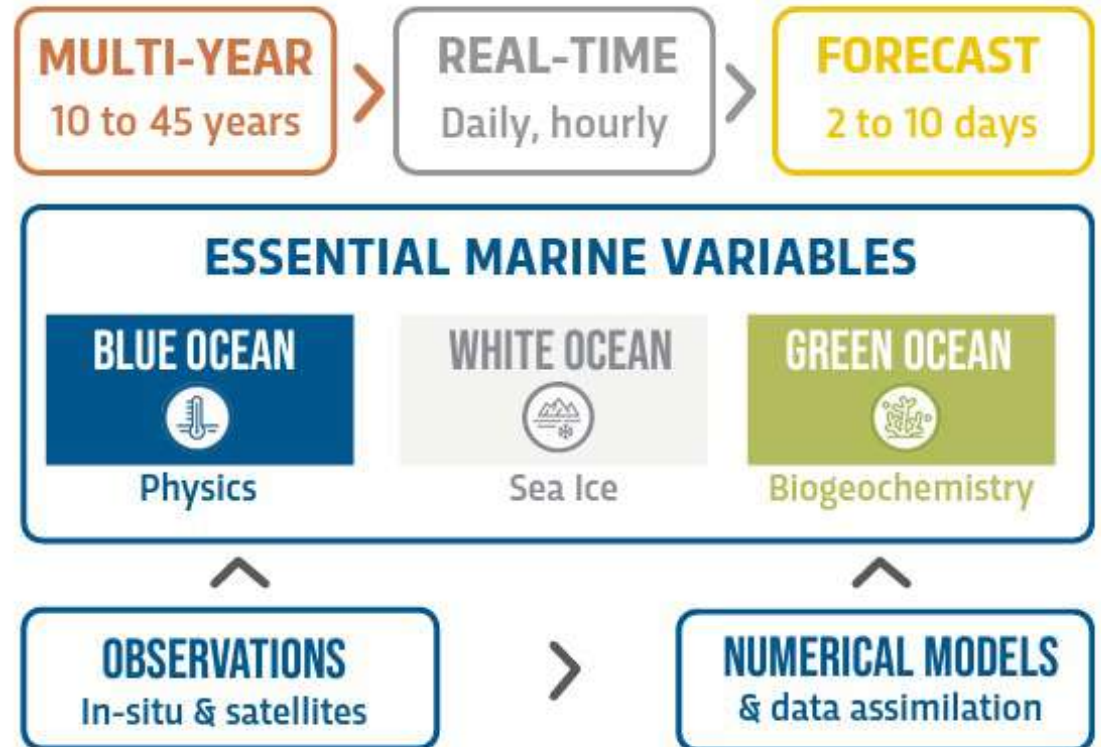 MULTI-YEAR
10 to 45 years
REAL-TIME
Daily, hourly
FORECAST
2 to 10 days
ESSENTIAL MARINE VARIABLES
BLUE OCEAN
Physics
WHITE OCEAN
Sea Ice
GREEN OCEAN
Biogeochemistry
OBSERVATIONS
In-situ & satellites
NUMERICAL MODELS
& data assimilation